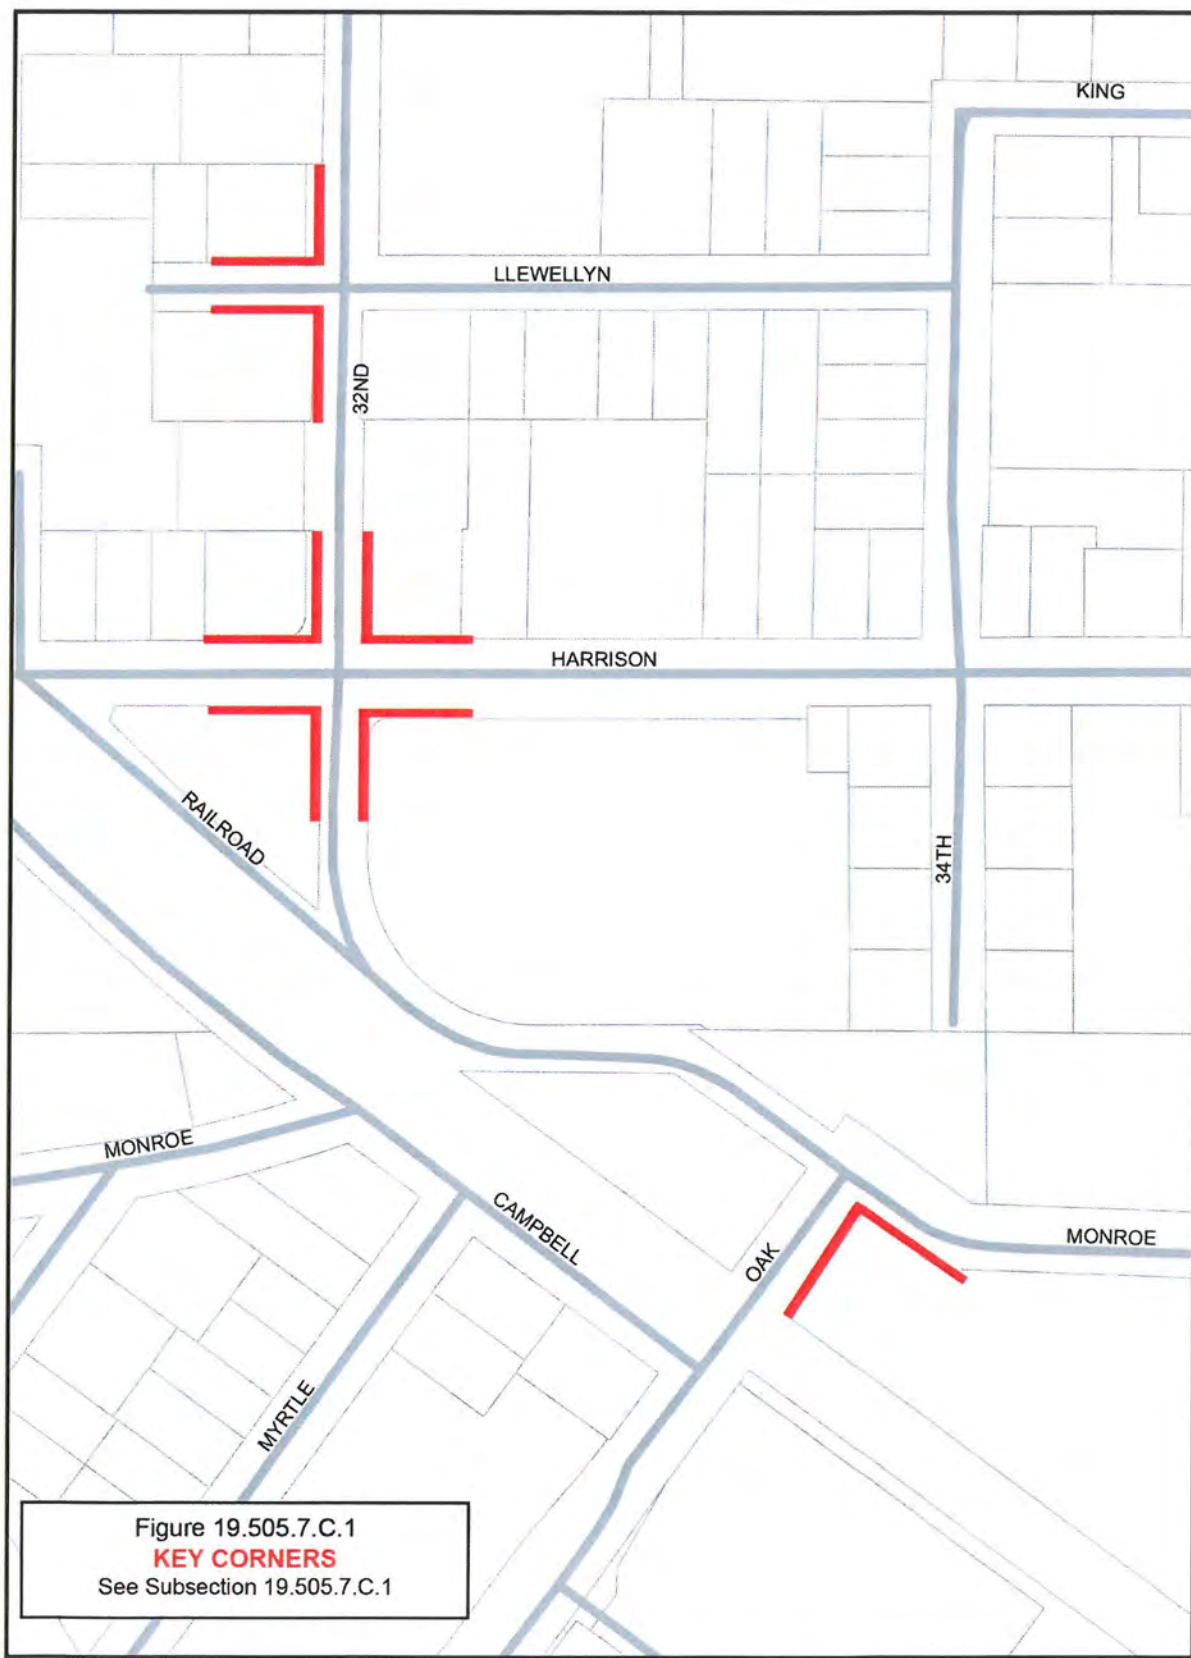 KING
LLEWELLYN
32ND
HARRISON
RAILROAD
34TH
MONROE
CAMPBELL
OAK
MONROE
MYRTLE
Figure 19.505.7.C.1
KEY CORNERS
See Subsection 19.505.7.C.1